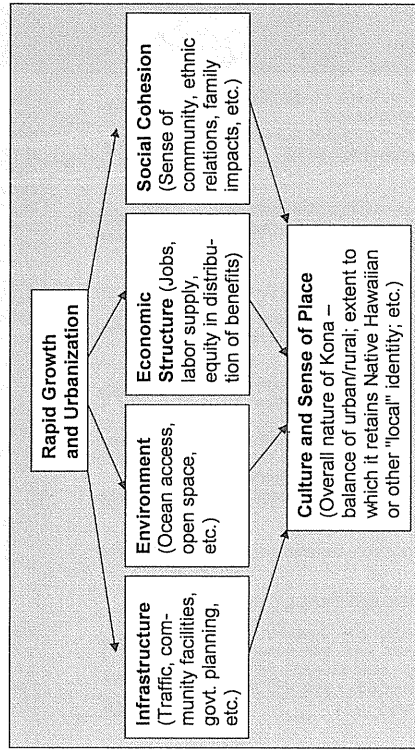 Rapid Growth
and Urbanization
Infrastructure
(Traffic, com-
munity facilities,
govt. planning,
etc.)
Environment
(Ocean access,
open space,
etc.)
Economic
Structure (Jobs,
labor supply,
equity in distribu-
tion of benefits)
Social Cohesion
(Sense of
community, ethnic
relations, family
impacts, etc.)
Culture and Sense of Place
(Overall nature of Kona –
balance of urban/rural; extent to
which it retains Native Hawaiian
or other "local" identity; etc.)